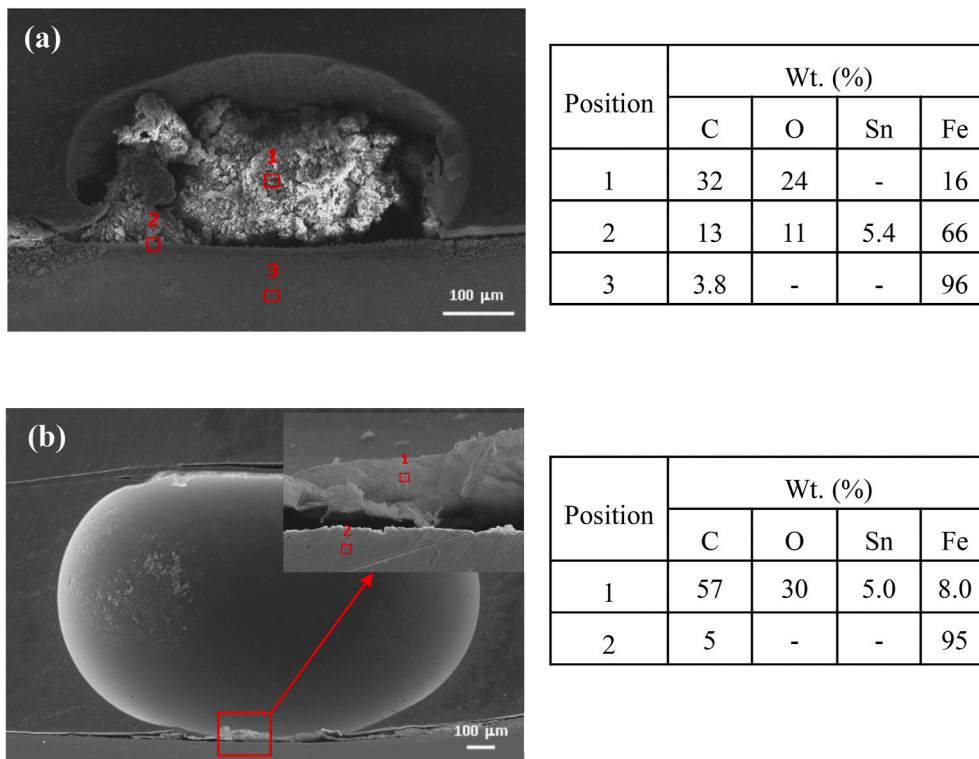 (a)
1
2
3
100 µm
Position Wt. (%)
C O Sn Fe
1 32 24 - 16
2 13 11 5.4 66
3 3.8 - - 96
(b)
1
2
100 µm
Position Wt. (%)
C O Sn Fe
1 57 30 5.0 8.0
2 5 - - 95